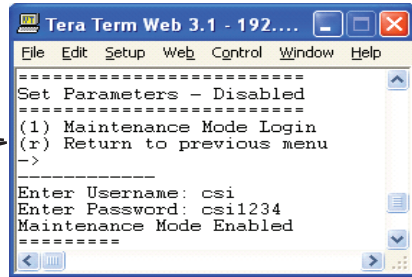 Tera Term Web 3.1 - 192....
File Edit Setup Web Control Window Help
==========================
Set Parameters - Disabled
==========================
(1) Maintenance Mode Login
(r) Return to previous menu
->
-------------
Enter Username: csi
Enter Password: csi1234
Maintenance Mode Enabled
=========